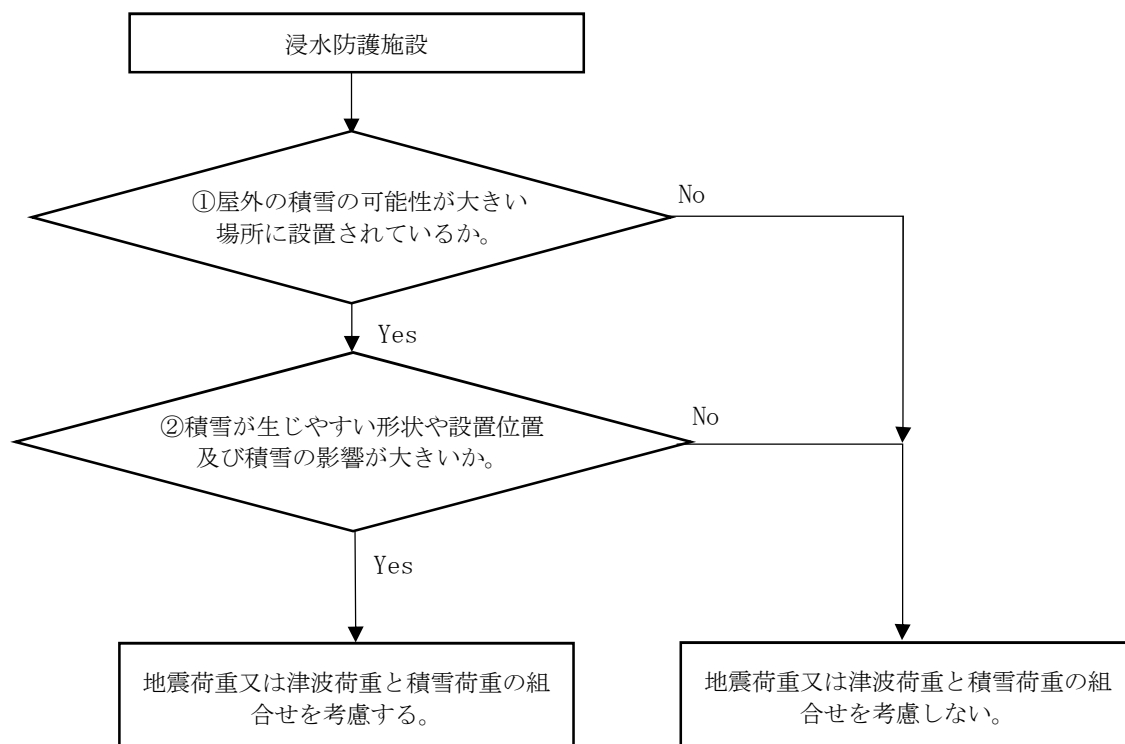 浸水防護施設
①屋外の積雪の可能性が大きい
場所に設置されているか。
No
Yes
②積雪が生じやすい形状や設置位置
及び積雪の影響が大きいか。
No
Yes
地震荷重又は津波荷重と積雪荷重の組
合せを考慮する。
地震荷重又は津波荷重と積雪荷重の組
合せを考慮しない。